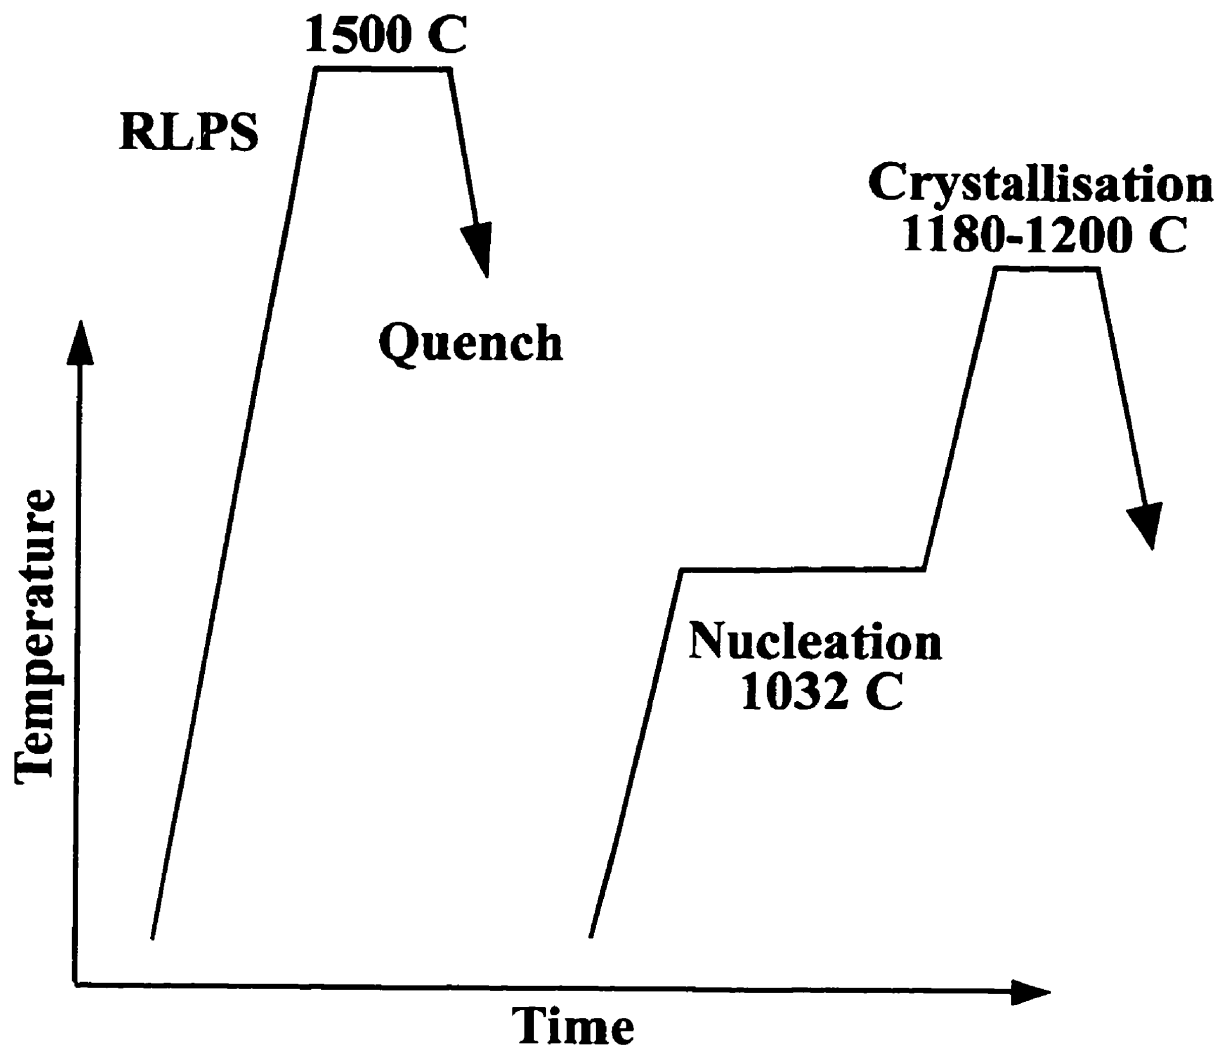 1500 C
RLPS
Crystallisation
1180-1200 C
Quench
Nucleation
1032 C
Temperature
Time